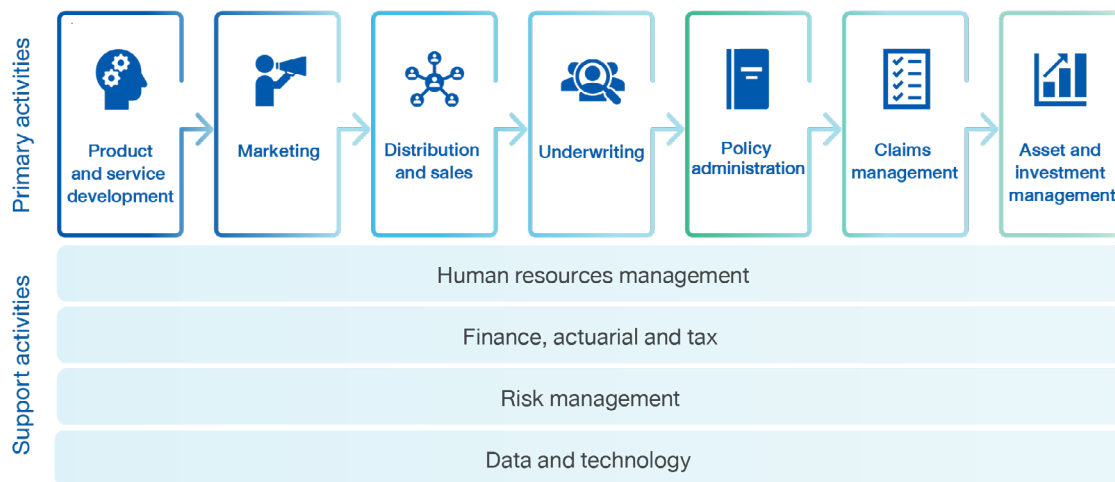 Primary activities
Product
and service
development
Marketing
Distribution
and sales
Underwriting
Policy
administration
Claims
management
Asset and
investment
management
Support activities
Human resources management
Finance, actuarial and tax
Risk management
Data and technology